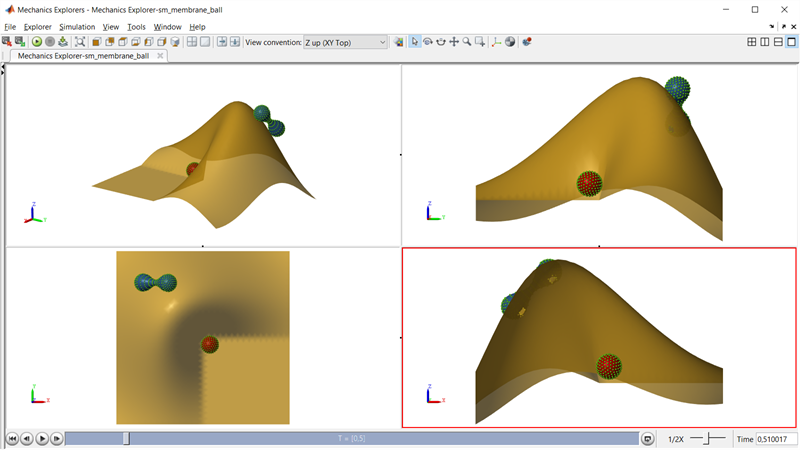 Mechanics Explorers - Mechanics Explorer-sm_membrane_ball
File Explorer Simulation View Tools Window Help
View convention: Z up (XY Top)
Mechanics Explorer-sm_membrane_ball
Z
X
Y
Z
Y
Y
X
Z
X
T = [0,5]
1/2X
Time 0,510017